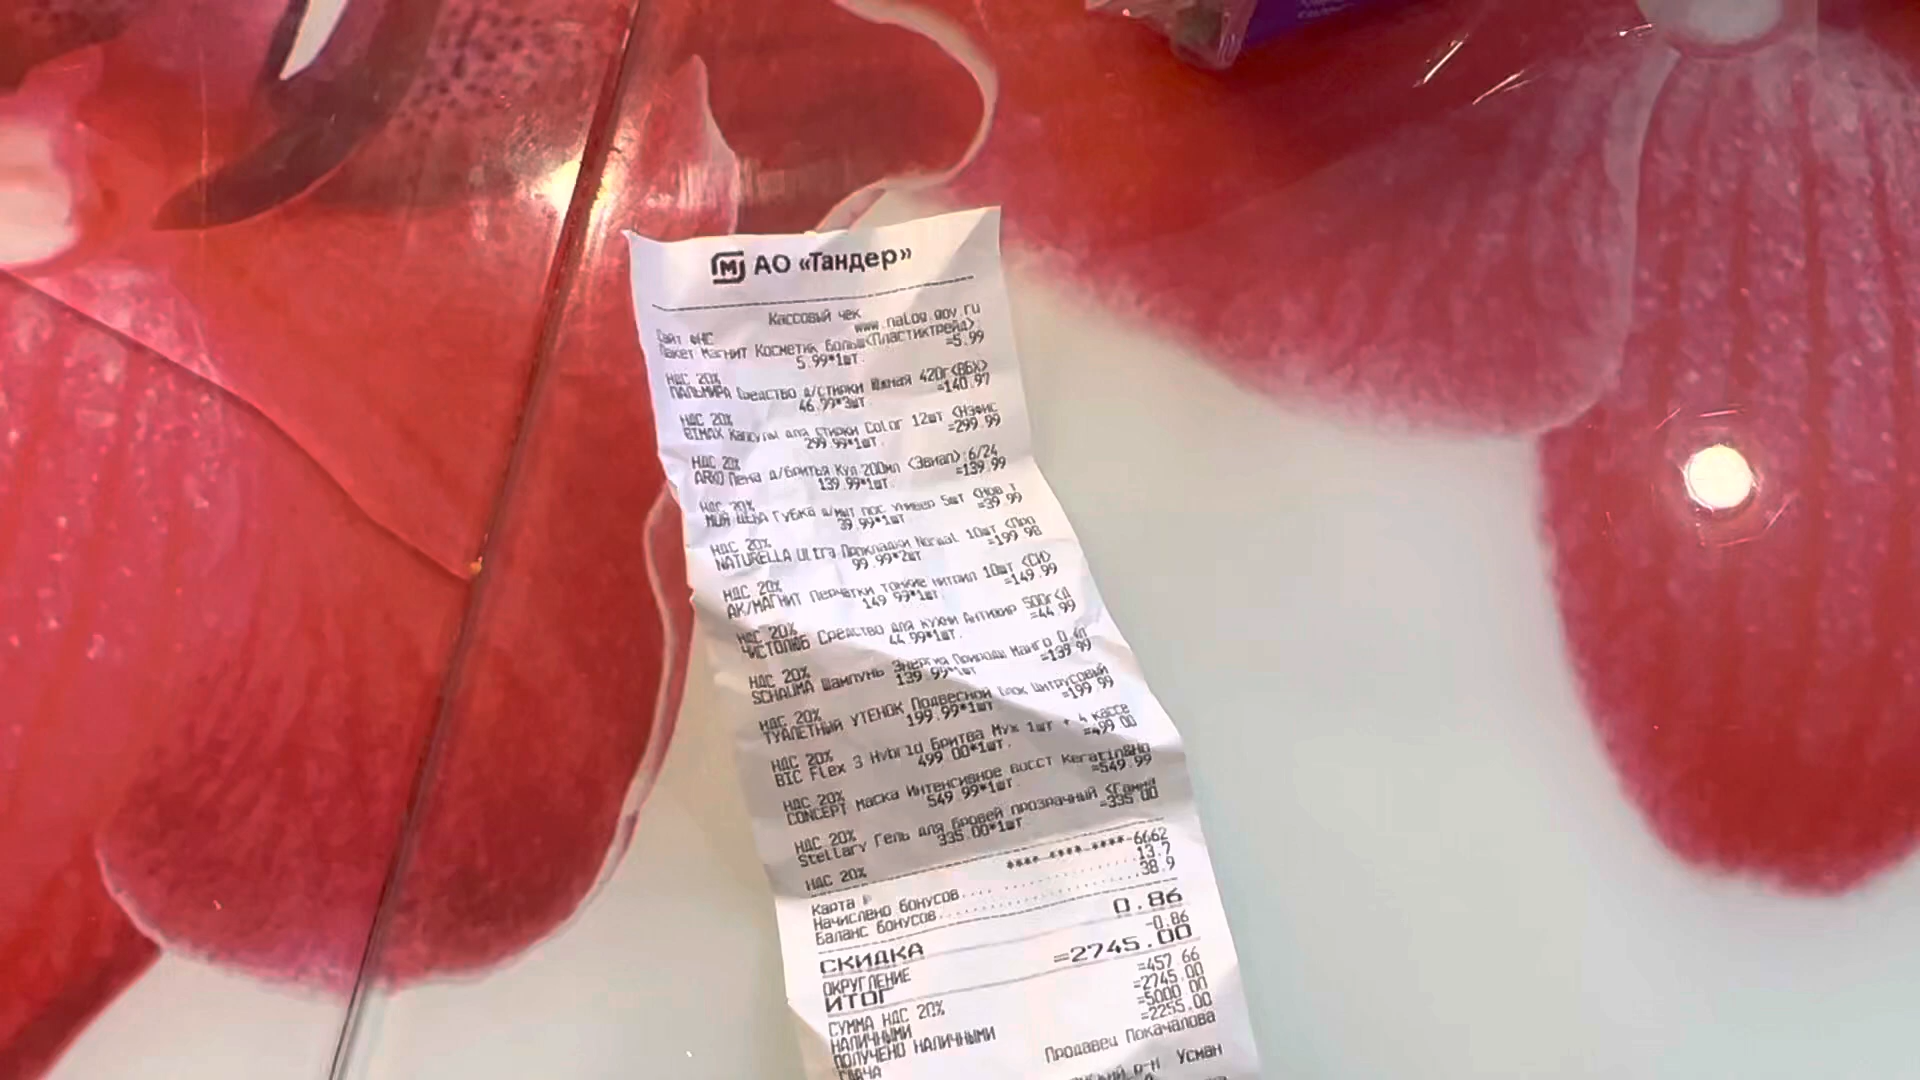 АО «Тандер»
Кассовый чек
Сайт ФНС www.nalog.gov.ru
Пакет Магнит Косметик больш<Пластиктрейд>
5.99*1шт. =5.99
НДС 20%
ПАЛЬМИРА Средство д/стирки 420г<ВБХ>
46.99*3шт. =140.97
НДС 20%
BIMAX Капсулы для стирки Color 12шт <Нэфис
299.99*1шт. =299.99
НДС 20%
ARKO Пена д/бритья Кул 200мл <Эвиап>:6/24
139.99*1шт. =139.99
НДС 20%
МОЯ ЦЕНА Губка д/мыт пос универ 5шт <Нов Т
39.99*1шт. =39.99
НДС 20%
NATURELLA Ultra Прокладки Normal 10шт <Про
99.99*2шт =199.98
НДС 20%
АК/МАГНИТ Перчатки тонкие нитрил 10шт <СИ>
149.99*1шт. =149.99
НДС 20%
ЧИСТОЛЮБ Средство для кухни Антижир 500г<Д
44.99*1шт. =44.99
НДС 20%
SCHAUMA Шампунь Энергия Природы Манго 0,4л
139.99*1шт =139.99
НДС 20%
ТУАЛЕТНЫЙ УТЕНОК Подвесной блок Цитрусовый
199.99*1шт =199.99
НДС 20%
BIC Flex 3 Hybrid Бритва Муж 1шт + 4 кассе
499.00*1шт. =499.00
НДС 20%
CONCEPT Маска Интенсивное восст Keratin&Ho
549.99*1шт. =549.99
НДС 20%
Stellary Гель для бровей прозрачный <Гамма
335.00*1шт =335.00
НДС 20%
Карта ****-****-****-6662
Начислено бонусов 13.7
Баланс бонусов 38.9
СКИДКА 0.86
ОКРУГЛЕНИЕ -0.86
ИТОГ =2745.00
СУММА НДС 20% =457.66
НАЛИЧНЫМИ =2745.00
ПОЛУЧЕНО НАЛИЧНЫМИ =5000.00
СДАЧА =2255.00
Продавец Покачалова
р-н Усман